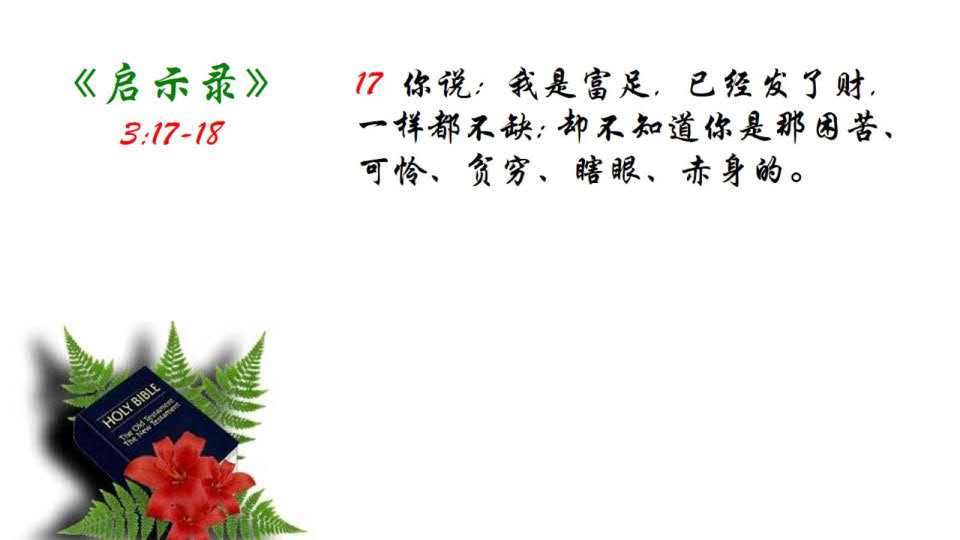 《启示录》
3:17-18
17 你说：我是富足，已经发了财，
一样都不缺；却不知道你是那困苦、
可怜、贫穷、瞎眼、赤身的。
HOLY BIBLE
The Old Testament
The New Testament